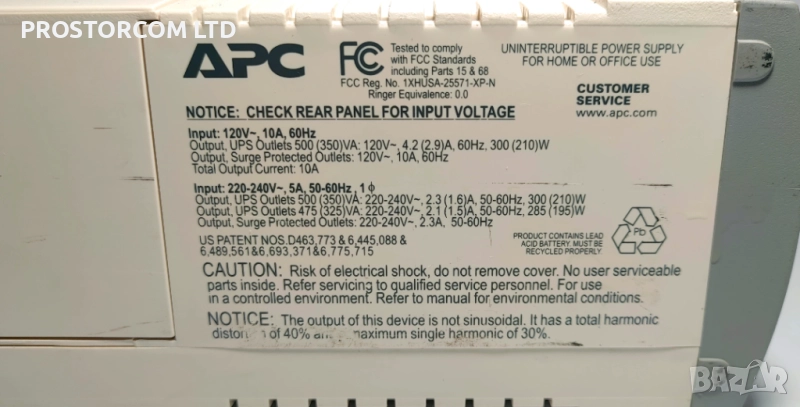 PROSTORCOM LTD
APC
FC
Tested to comply
with FCC Standards
including Parts 15 & 68
FCC Reg. No. 1XHUSA-25571-XP-N
Ringer Equivalence: 0.0
UNINTERRUPTIBLE POWER SUPPLY
FOR HOME OR OFFICE USE
CUSTOMER
SERVICE
www.apc.com
NOTICE: CHECK REAR PANEL FOR INPUT VOLTAGE
Input: 120V~, 10A, 60Hz
Output, UPS Outlets 500 (350)VA: 120V~, 4.2 (2.9)A, 60Hz, 300 (210)W
Output, Surge Protected Outlets: 120V~, 10A, 60Hz
Total Output Current: 10A
Input: 220-240V~, 5A, 50-60Hz, 1 ϕ
Output, UPS Outlets 500 (350)VA: 220-240V~, 2.3 (1.6)A, 50-60Hz, 300 (210)W
Output, UPS Outlets 475 (325)VA: 220-240V~, 2.1 (1.5)A, 50-60Hz, 285 (195)W
Output, Surge Protected Outlets: 220-240V~, 2.3A, 50-60Hz
US PATENT NOS.D463,773 & 6,445,088 &
6,489,561&6,693,371&6,775,715
PRODUCT CONTAINS LEAD
ACID BATTERY. MUST BE
RECYCLED PROPERLY.
Pb
CAUTION: Risk of electrical shock, do not remove cover. No user serviceable
parts inside. Refer servicing to qualified service personnel. For use
in a controlled environment. Refer to manual for environmental conditions.
NOTICE: The output of this device is not sinusoidal. It has a total harmonic
of 40% maximum single harmonic of 30%.
bazar